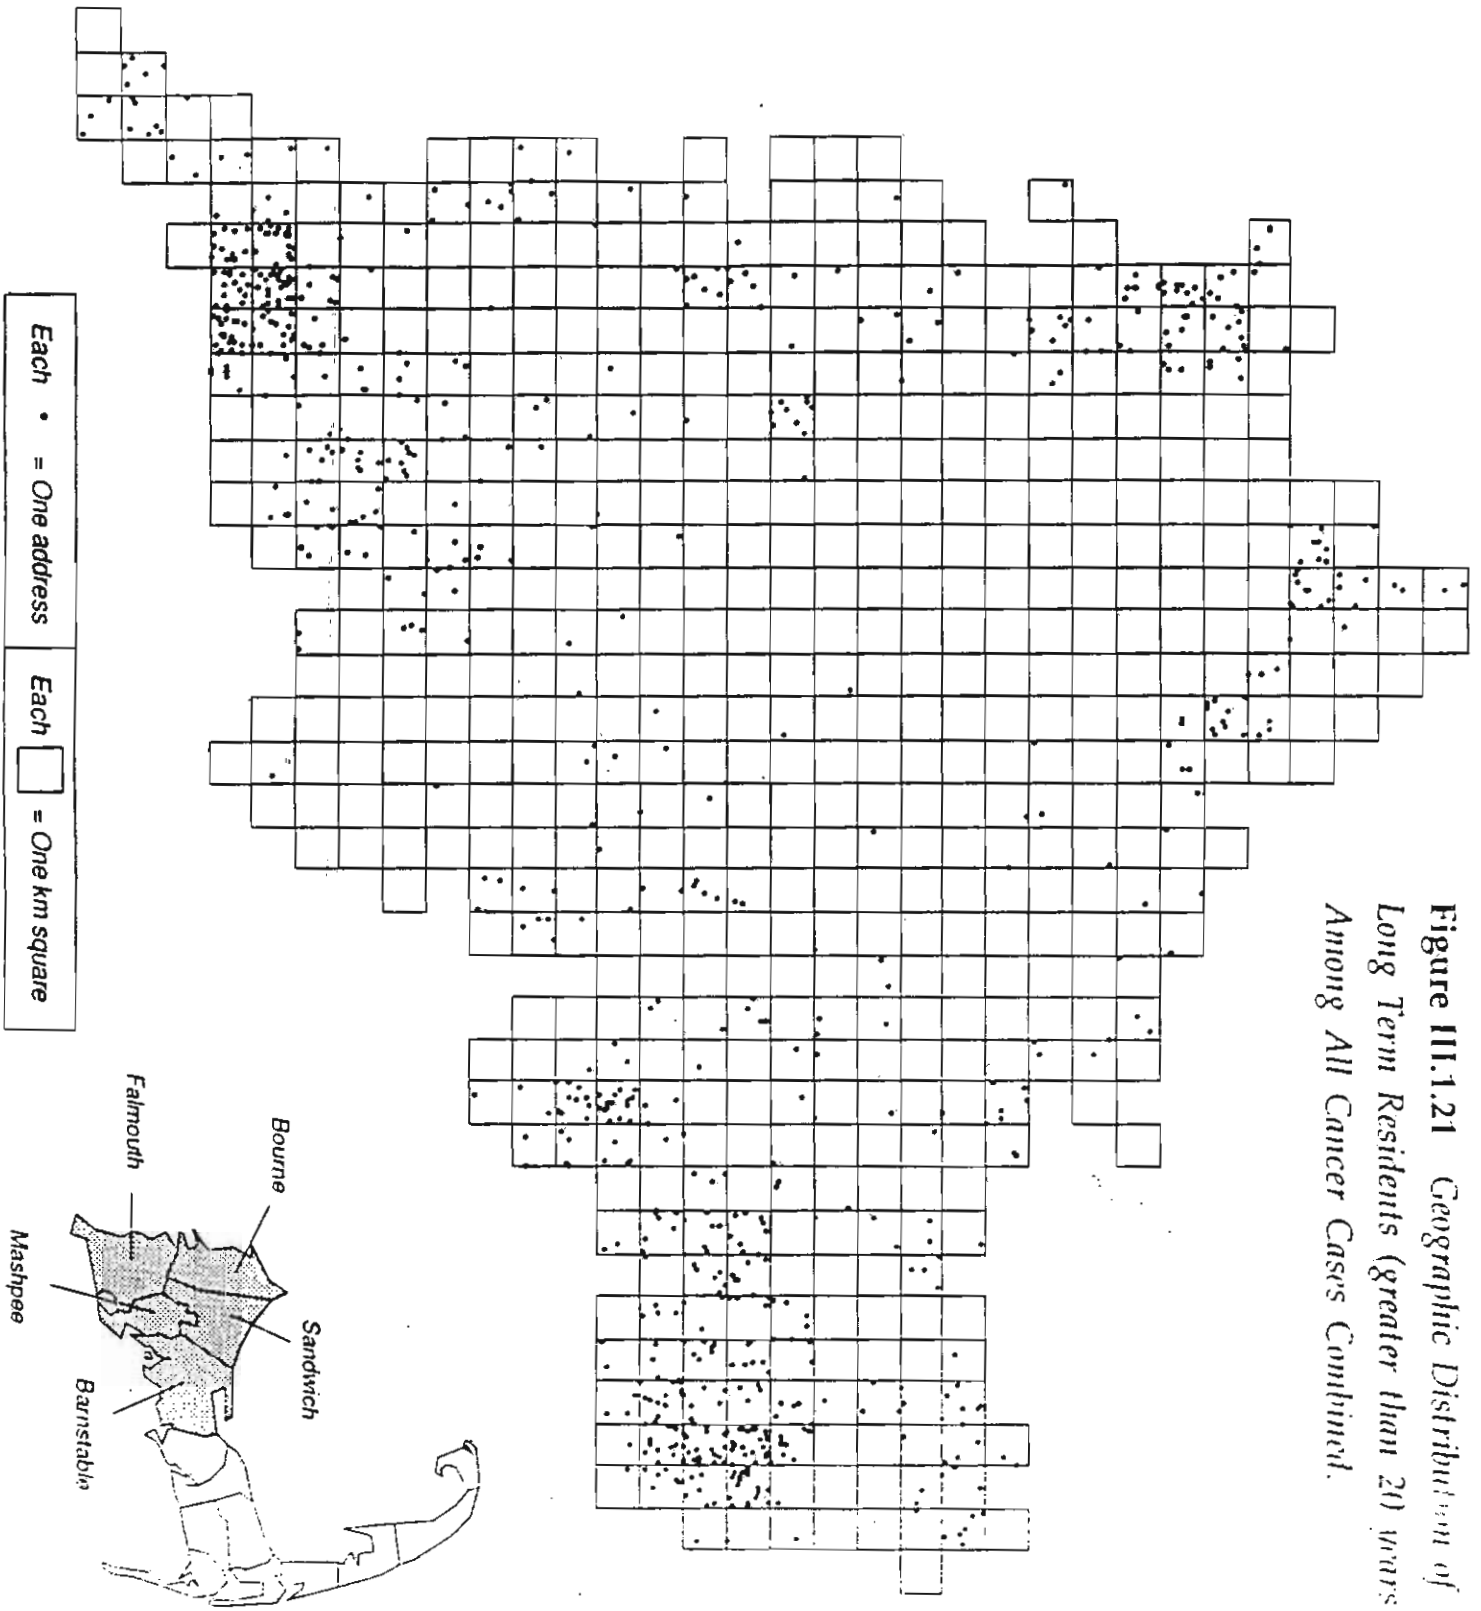 Figure III.1.21 Geographic Distribution of
Long Term Residents (greater than 20 years
Among All Cancer Cases Combined.
Bourne
Sandwich
Falmouth
Mashpee
Barnstable
Each • = One address
Each □ = One km square